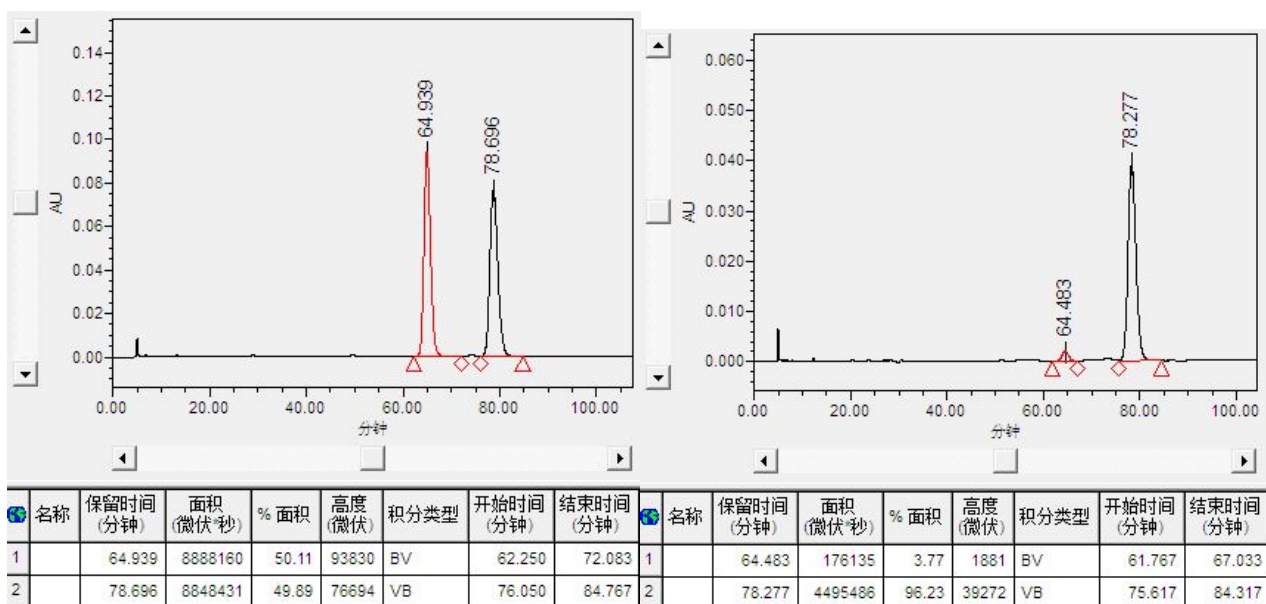 0.14
0.12
0.10
0.08
0.06
0.04
0.02
0.00
AU
64.939
78.696
0.00 20.00 40.00 60.00 80.00 100.00
分钟
0.060
0.050
0.040
0.030
0.020
0.010
0.000
AU
64.483
78.277
0.00 20.00 40.00 60.00 80.00 100.00
分钟
名称 保留时间 (分钟) 面积 (微伏*秒) % 面积 高度 (微伏) 积分类型 开始时间 (分钟) 结束时间 (分钟)
1 64.939 8888160 50.11 93830 BV 62.250 72.083
2 78.696 8848431 49.89 76694 VB 76.050 84.767
名称 保留时间 (分钟) 面积 (微伏*秒) % 面积 高度 (微伏) 积分类型 开始时间 (分钟) 结束时间 (分钟)
1 64.483 176135 3.77 1881 BV 61.767 67.033
2 78.277 4495486 96.23 39272 VB 75.617 84.317